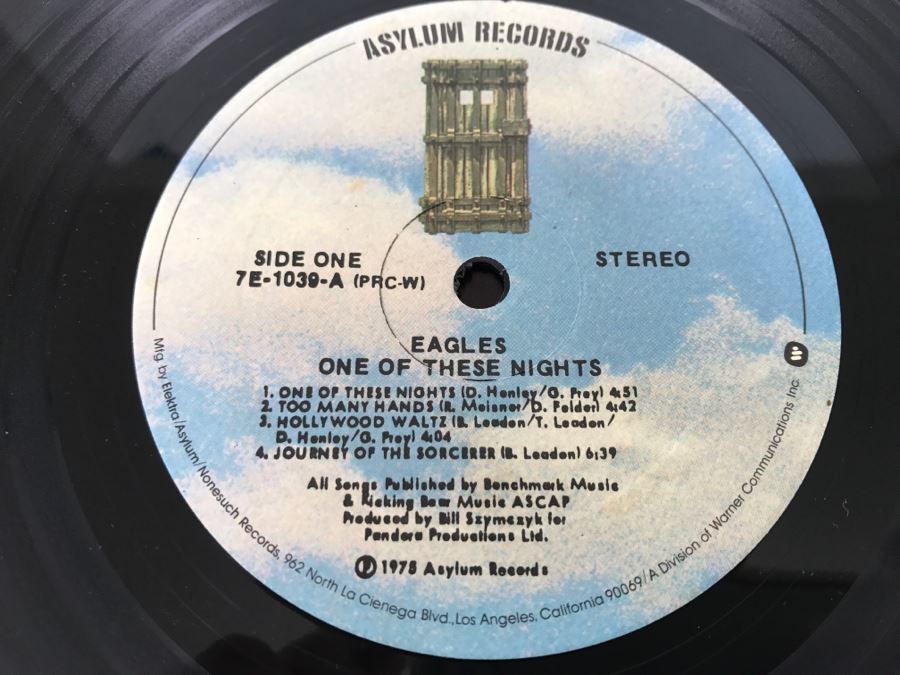 ASYLUM RECORDS
SIDE ONE
STEREO
7E-1039-A (PRC-W)
EAGLES
ONE OF THESE NIGHTS
1. ONE OF THESE NIGHTS (D. Henley/G. Frey) 4:51
2. TOO MANY HANDS (R. Meisner/D. Felder) 4:42
3. HOLLYWOOD WALTZ (B. Leadon/T. Leadon/
D. Henley/G. Frey) 4:04
4. JOURNEY OF THE SORCERER (B. Leadon) 6:39
All Songs Published by Benchmark Music
& Kicking Bear Music ASCAP
Produced by Bill Szymczyk for
Pandora Productions Ltd.
Ⓟ 1975 Asylum Records
Mfg. by Elektra/Asylum/Nonesuch Records, 962 North La Cienega Blvd., Los Angeles, California 90069/A Division of Warner Communications Inc.